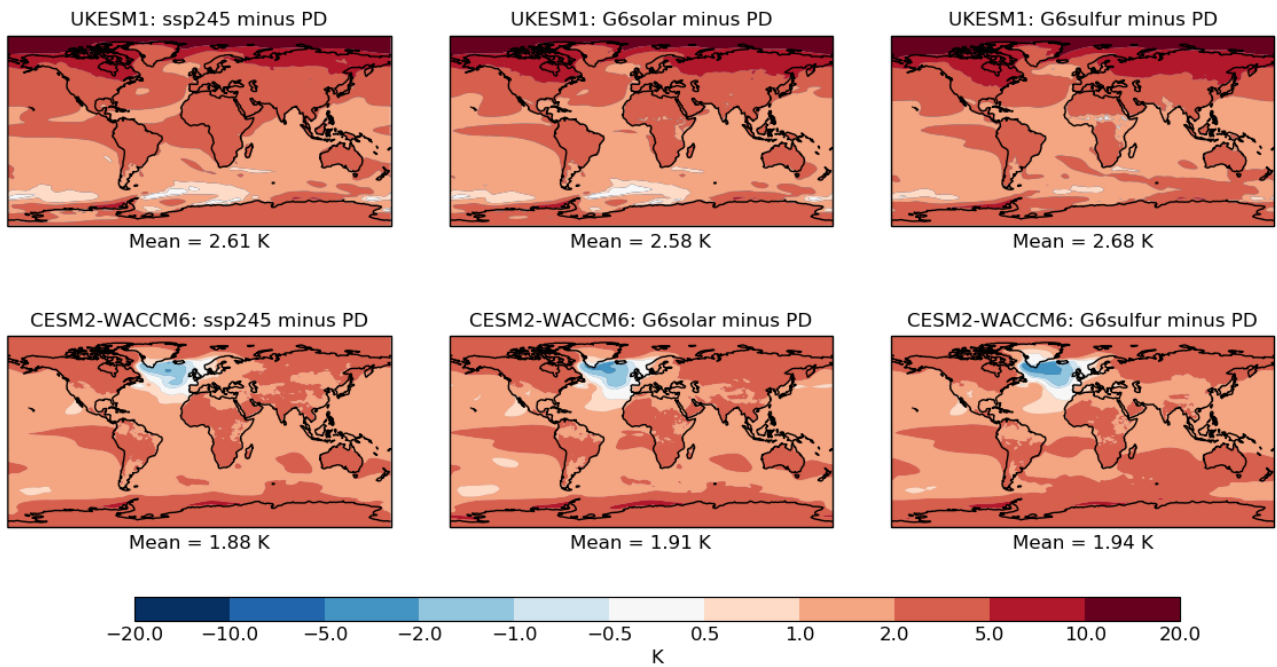 UKESM1: ssp245 minus PD
UKESM1: G6solar minus PD
UKESM1: G6sulfur minus PD
Mean = 2.61 K
Mean = 2.58 K
Mean = 2.68 K
CESM2-WACCM6: ssp245 minus PD
CESM2-WACCM6: G6solar minus PD
CESM2-WACCM6: G6sulfur minus PD
Mean = 1.88 K
Mean = 1.91 K
Mean = 1.94 K
−20.0 −10.0 −5.0 −2.0 −1.0 −0.5 0.5 1.0 2.0 5.0 10.0 20.0
K